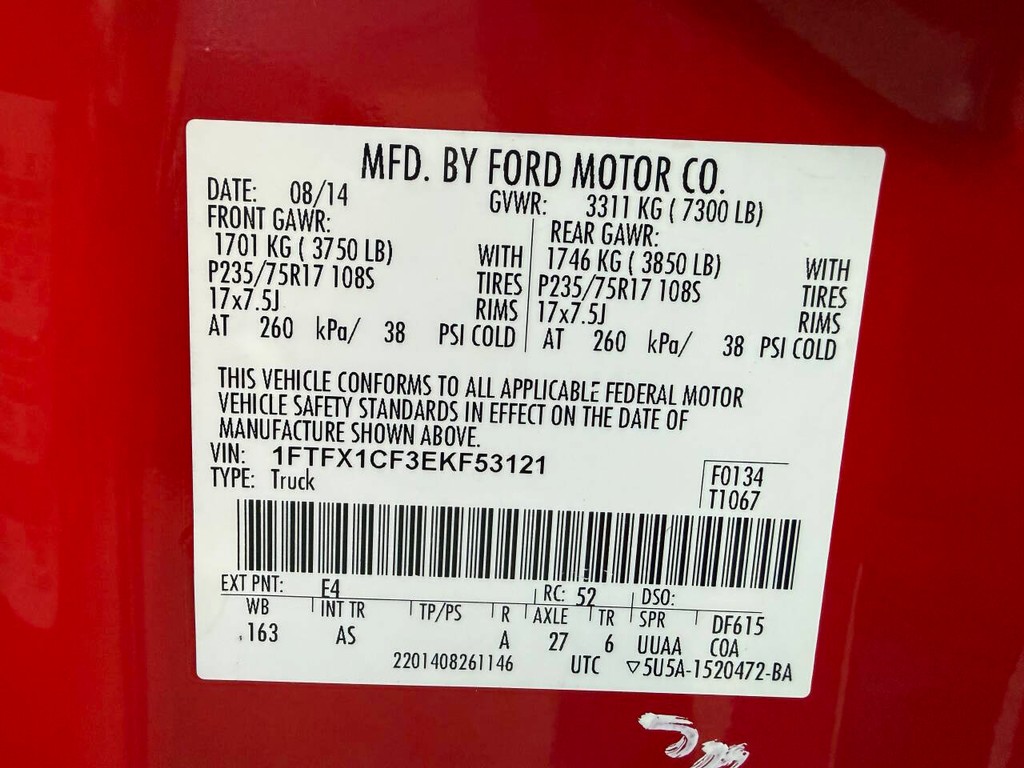 MFD. BY FORD MOTOR CO.
DATE: 08/14 GVWR: 3311 KG ( 7300 LB)
FRONT GAWR: REAR GAWR:
1701 KG ( 3750 LB) WITH 1746 KG ( 3850 LB) WITH
P235/75R17 108S TIRES P235/75R17 108S TIRES
17x7.5J RIMS 17x7.5J RIMS
AT 260 kPa/ 38 PSI COLD AT 260 kPa/ 38 PSI COLD
THIS VEHICLE CONFORMS TO ALL APPLICABLE FEDERAL MOTOR
VEHICLE SAFETY STANDARDS IN EFFECT ON THE DATE OF
MANUFACTURE SHOWN ABOVE.
VIN: 1FTFX1CF3EKF53121
TYPE: Truck
F0134
T1067
EXT PNT: E4 RC: 52 DSO:
WB INT TR TP/PS R AXLE TR SPR DF615
163 AS A 27 6 UUAA COA
2201408261146 UTC ▽5U5A-1520472-BA